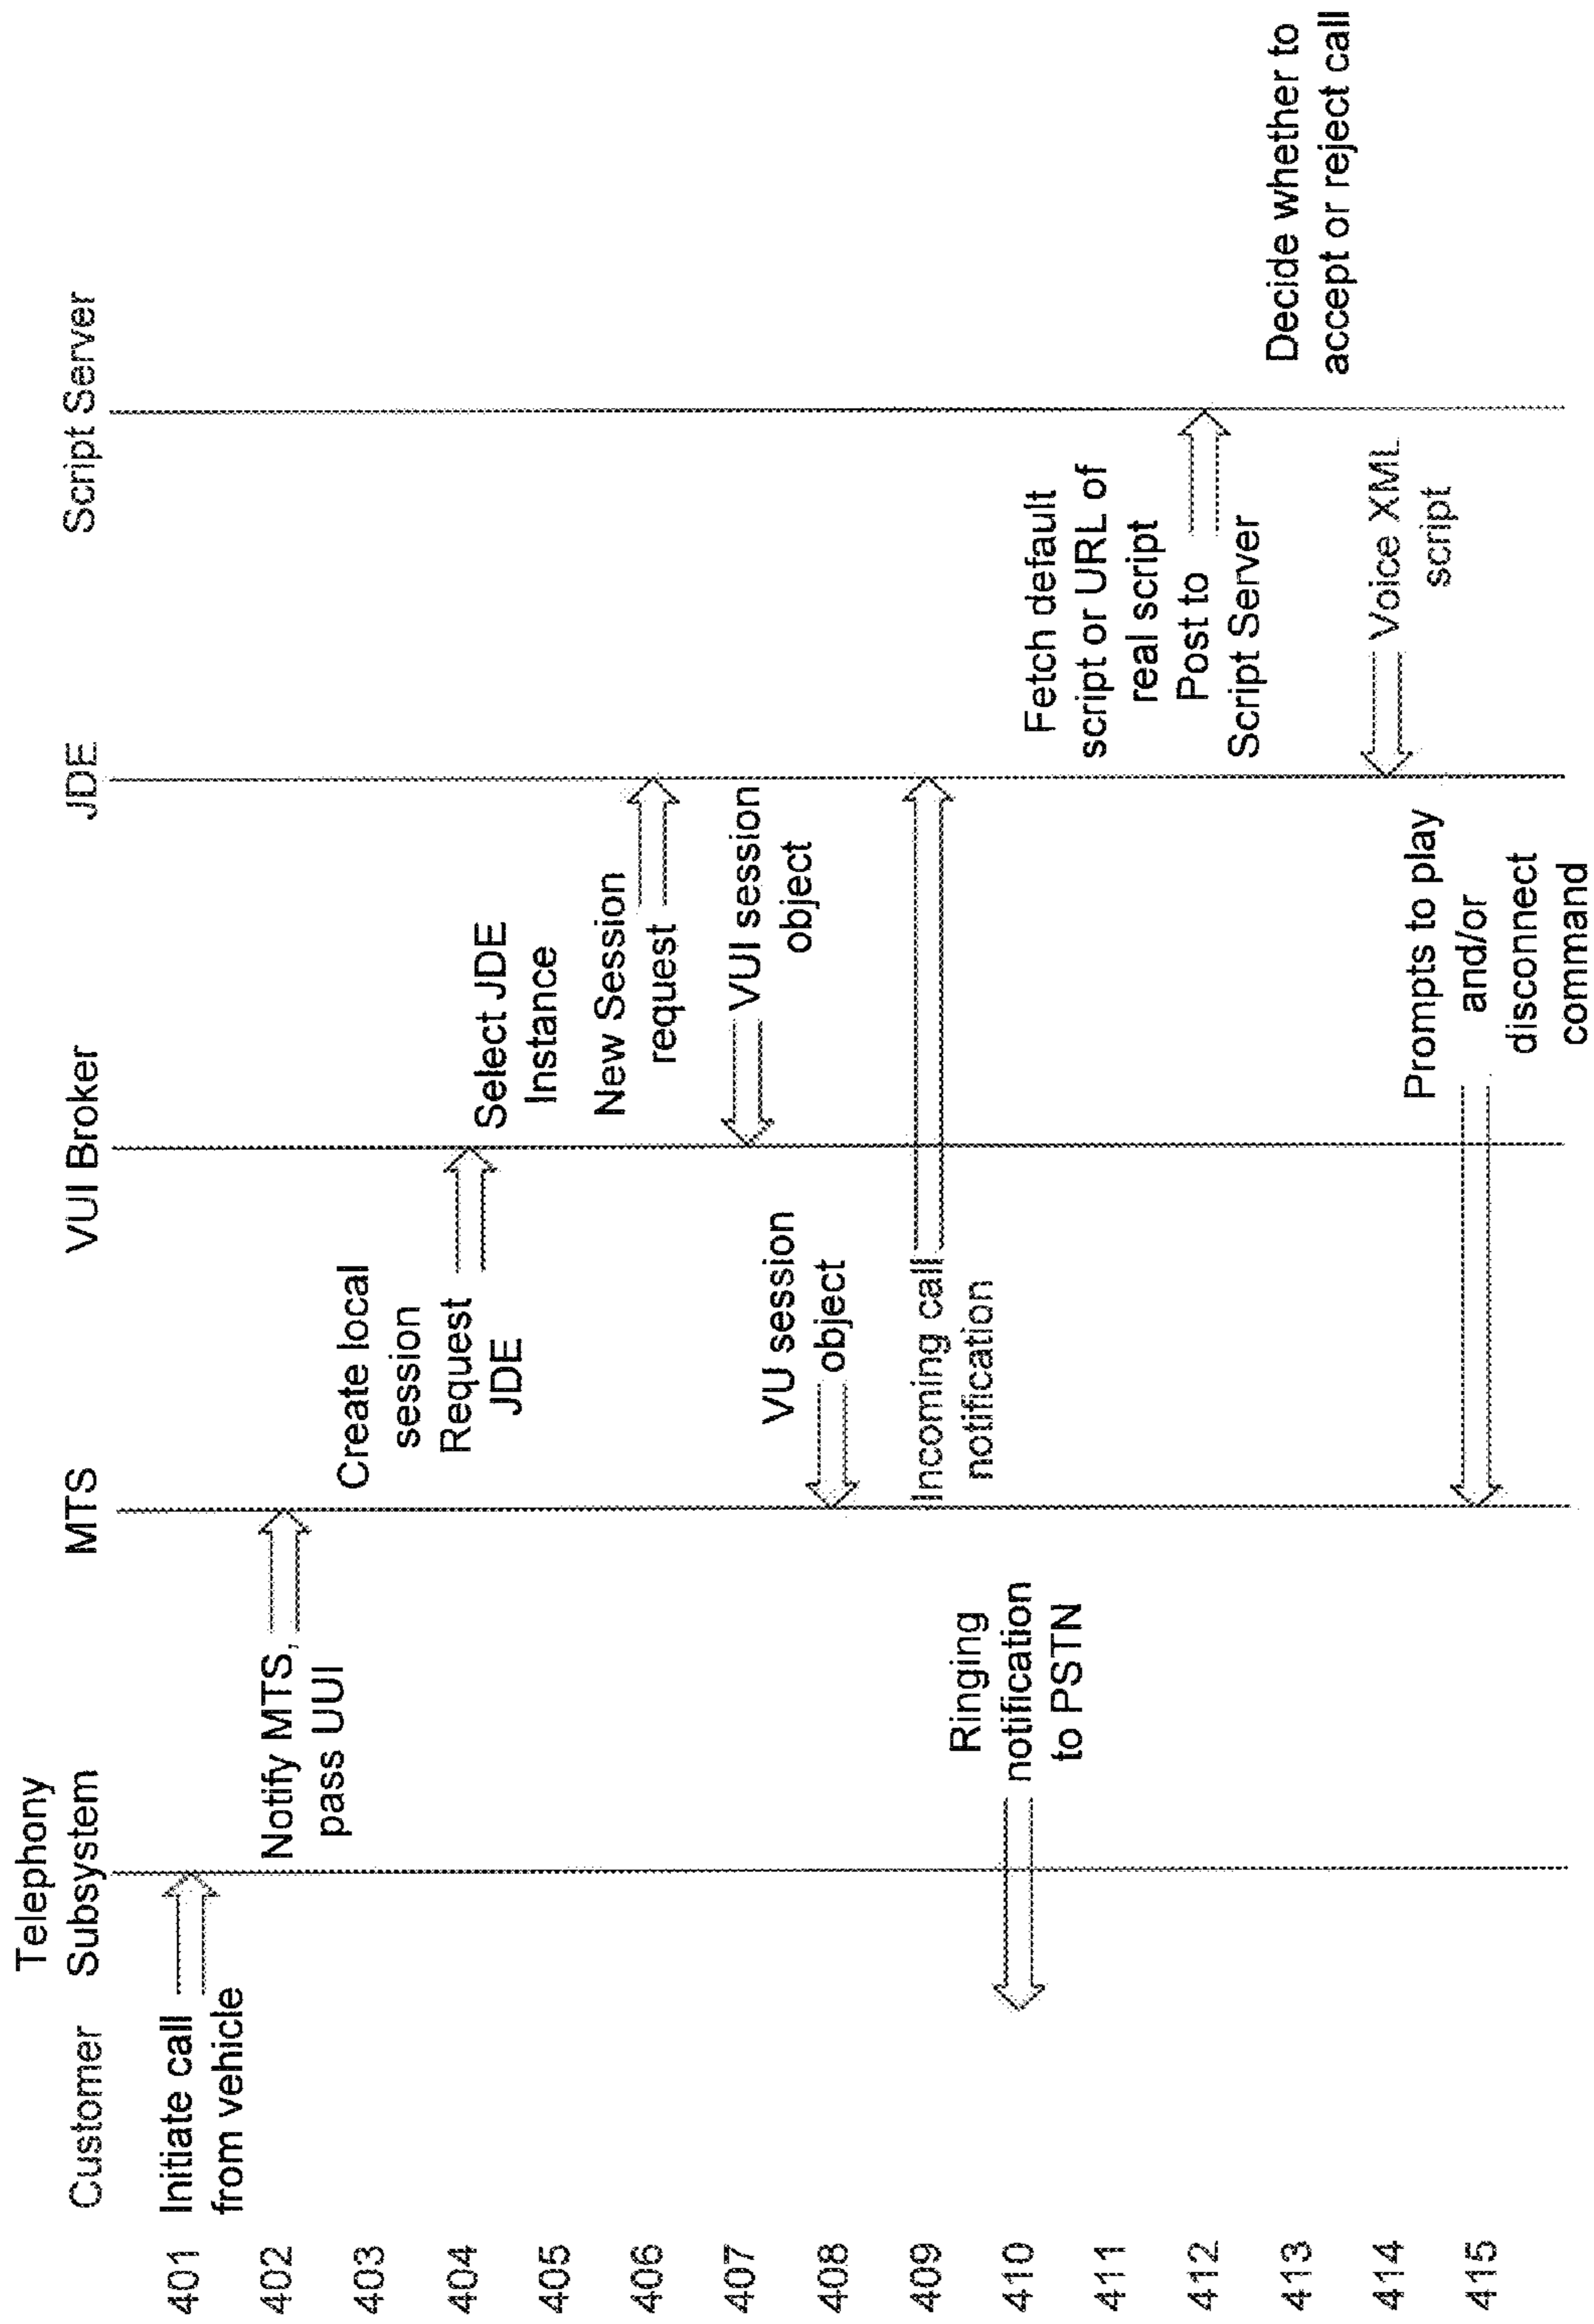 Customer
Telephony
Subsystem
MTS
VUI Broker
JDE
Script Server
401
Initiate call
from vehicle
402
Notify MTS,
pass UUI
403
Create local
session
404
Request
JDE
405
Select JDE
Instance
406
New Session
request
407
VUI session
object
408
VU session
object
409
Incoming call
notification
410
Ringing
notification
to PSTN
411
Fetch default
script or URL of
real script
412
Post to
Script Server
413
Decide whether to
accept or reject call
414
Voice XML
script
415
Prompts to play
and/or
disconnect
command